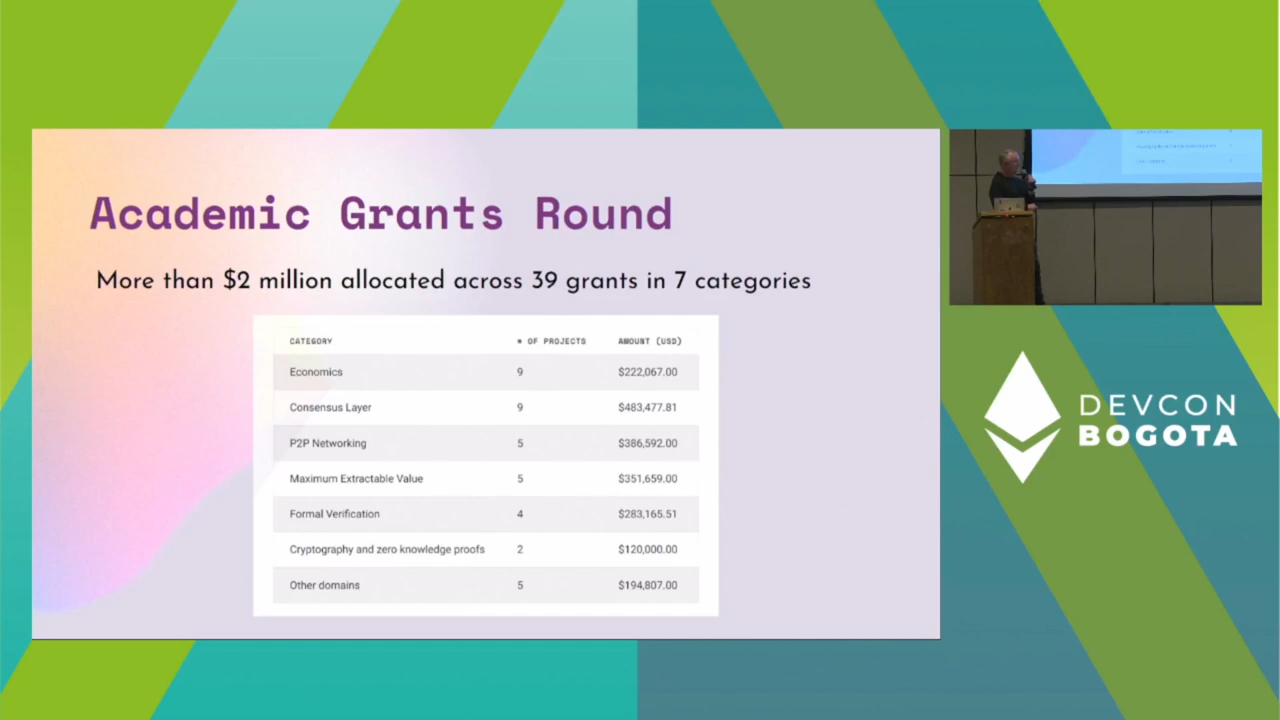 Academic Grants Round
More than $2 million allocated across 39 grants in 7 categories
CATEGORY # OF PROJECTS AMOUNT (USD)
Economics 9 $222,067.00
Consensus Layer 9 $483,477.81
P2P Networking 5 $386,592.00
Maximum Extractable Value 5 $351,659.00
Formal Verification 4 $283,165.51
Cryptography and zero knowledge proofs 2 $120,000.00
Other domains 5 $194,807.00
DEVCON
BOGOTA